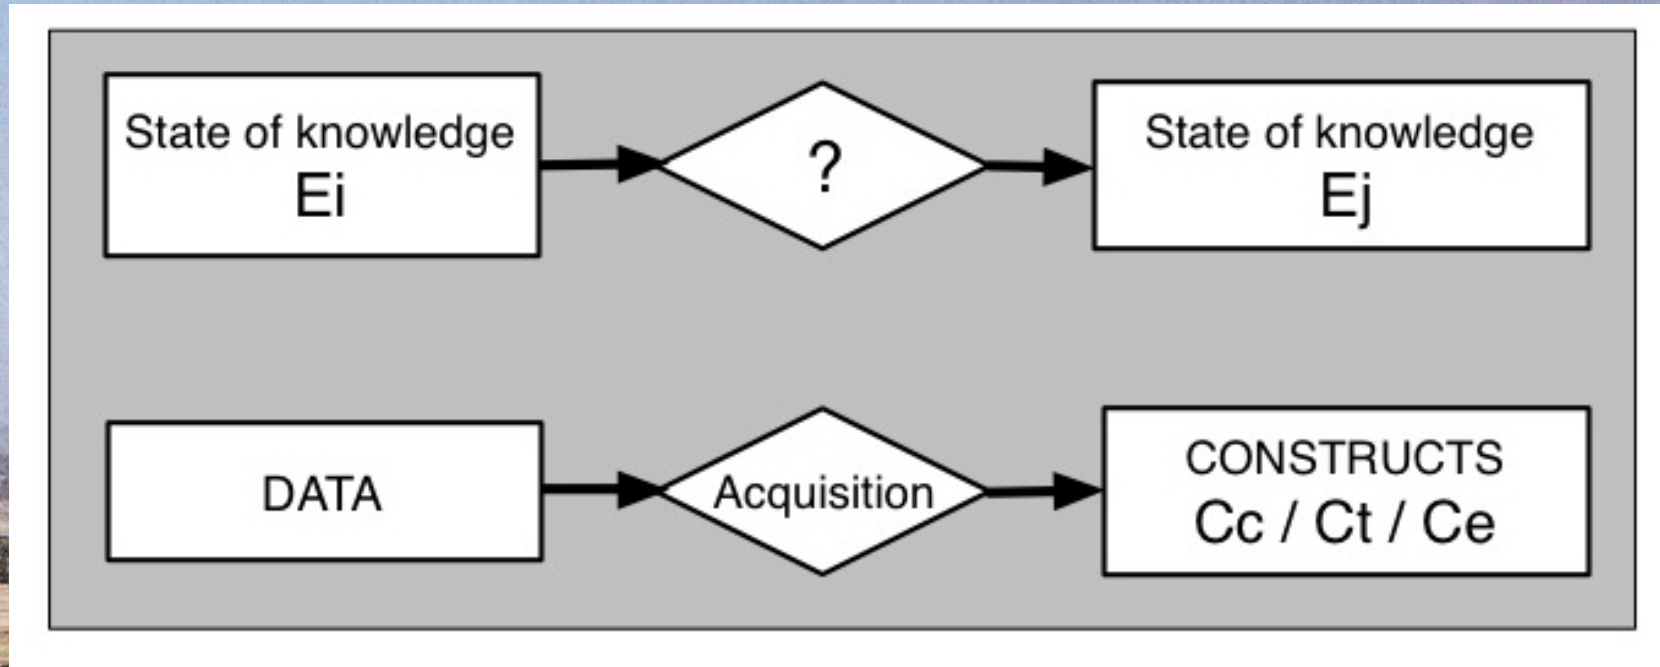 State of knowledge
Ei
?
State of knowledge
Ej
DATA
Acquisition
CONSTRUCTS
Cc / Ct / Ce